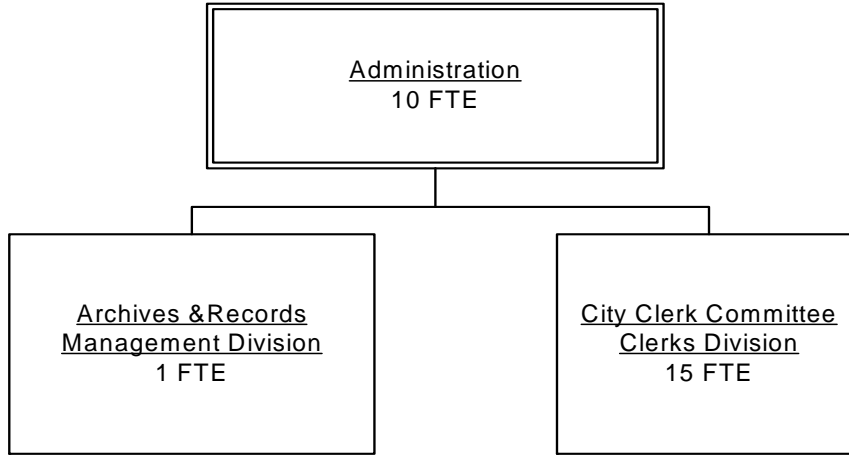 Administration
10 FTE
Archives &Records
Management Division
1 FTE
City Clerk Committee
Clerks Division
15 FTE